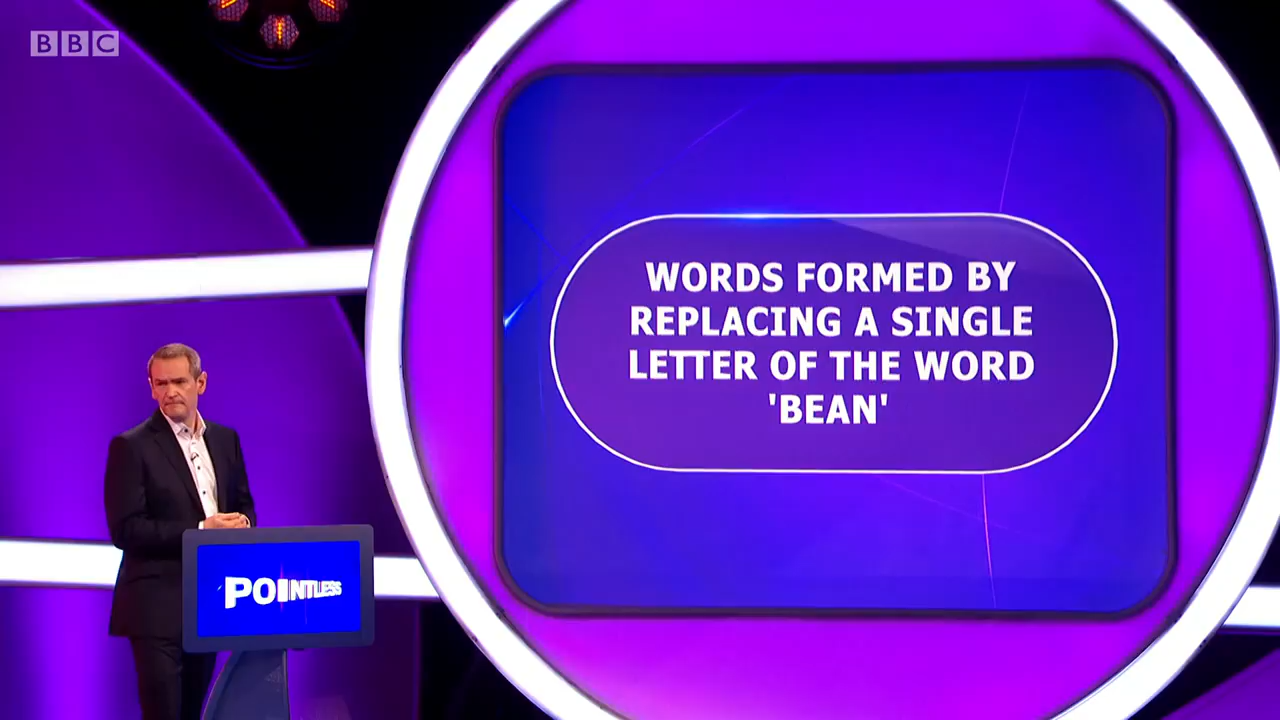 BBC
WORDS FORMED BY
REPLACING A SINGLE
LETTER OF THE WORD
'BEAN'
POINTLESS